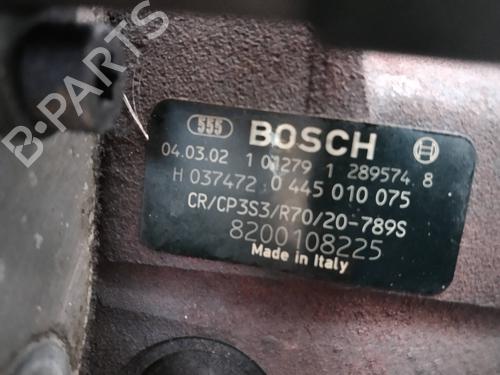 555 BOSCH
04.03.02 1 01279 1 289574 8
H 037472 0 445 010 075
CR/CP3S3/R70/20-789S
8200108225
Made in Italy
B-PARTS